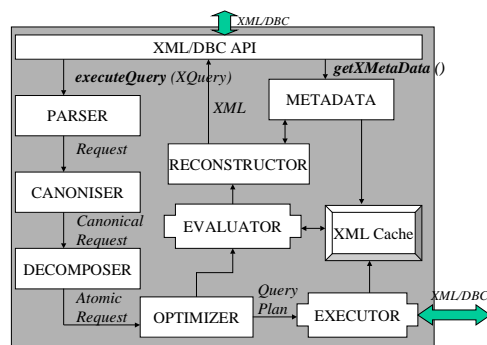 XML/DBC
XML/DBC API
executeQuery (XQuery)
getXMetaData ()
XML
METADATA
PARSER
Request
RECONSTRUCTOR
CANONISER
Canonical
Request
EVALUATOR
XML Cache
DECOMPOSER
Atomic
Request
OPTIMIZER
Query
Plan
EXECUTOR
XML/DBC